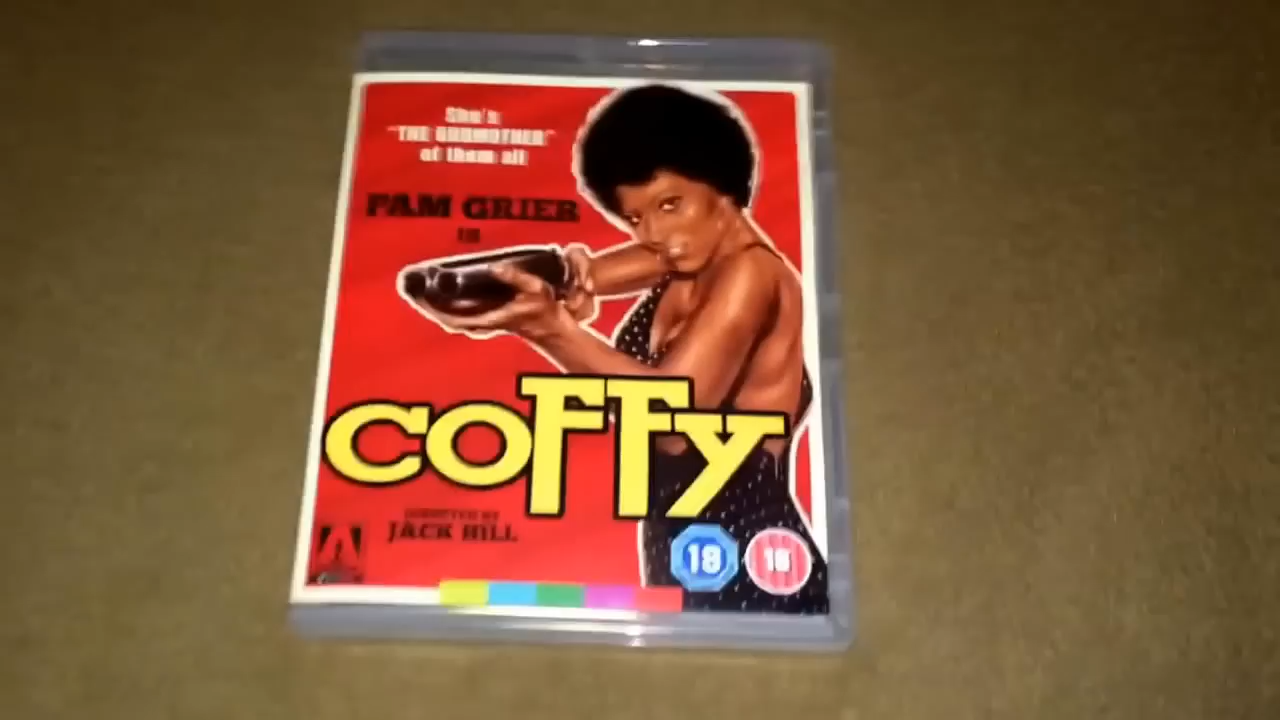 She's
"THE GODMOTHER"
of them all
PAM GRIER
in
COFFY
DIRECTED BY
JACK HILL
18
18